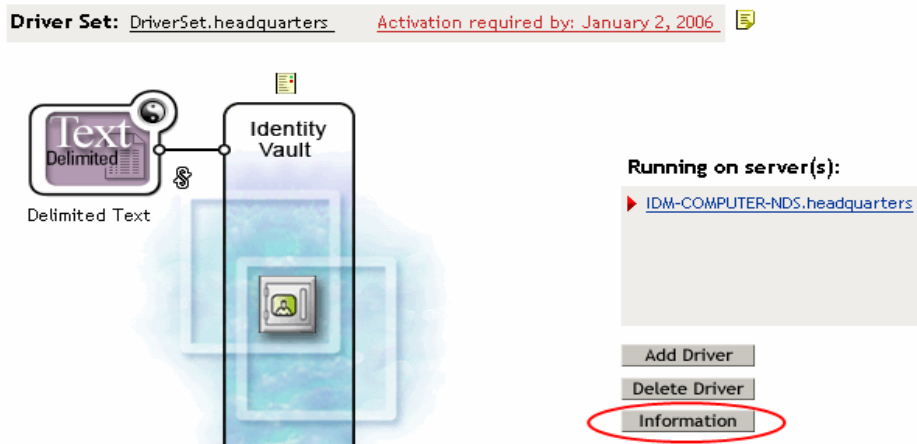 Driver Set: DriverSet.headquarters Activation required by: January 2, 2006
Text
Delimited
Delimited Text
Identity
Vault
Running on server(s):
IDM-COMPUTER-NDS.headquarters
Add Driver
Delete Driver
Information